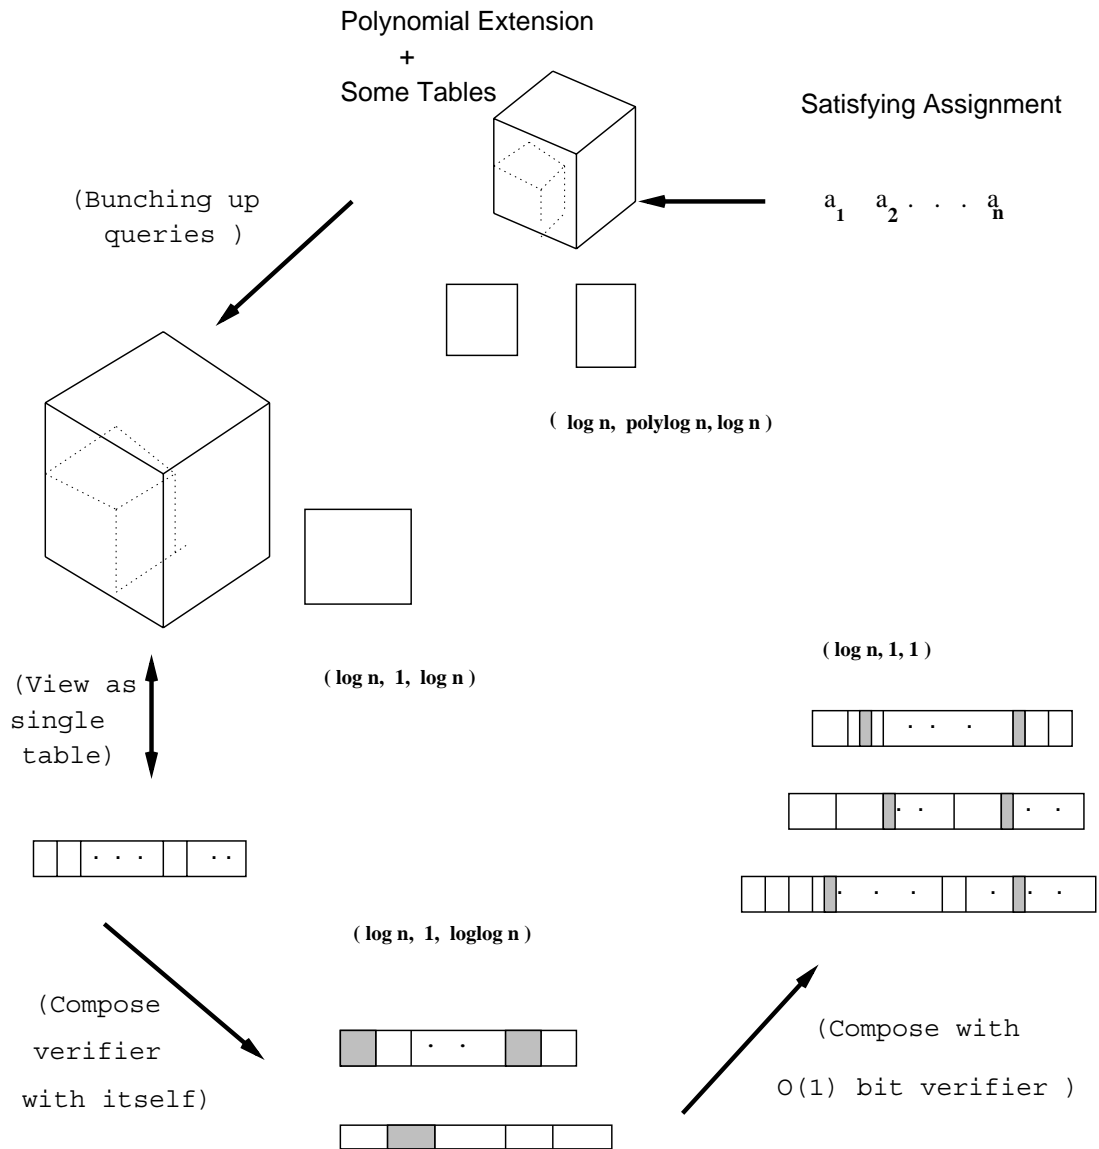 Polynomial Extension
+
Some Tables
Satisfying Assignment
a1 a2 . . . an
(Bunching up
queries )
( log n, polylog n, log n )
( log n, 1, log n )
(View as
single
table)
. . . . .
( log n, 1, 1 )
. . .
. . . .
. . . . . .
( log n, 1, loglog n )
(Compose
verifier
with itself)
. .
(Compose with
O(1) bit verifier )